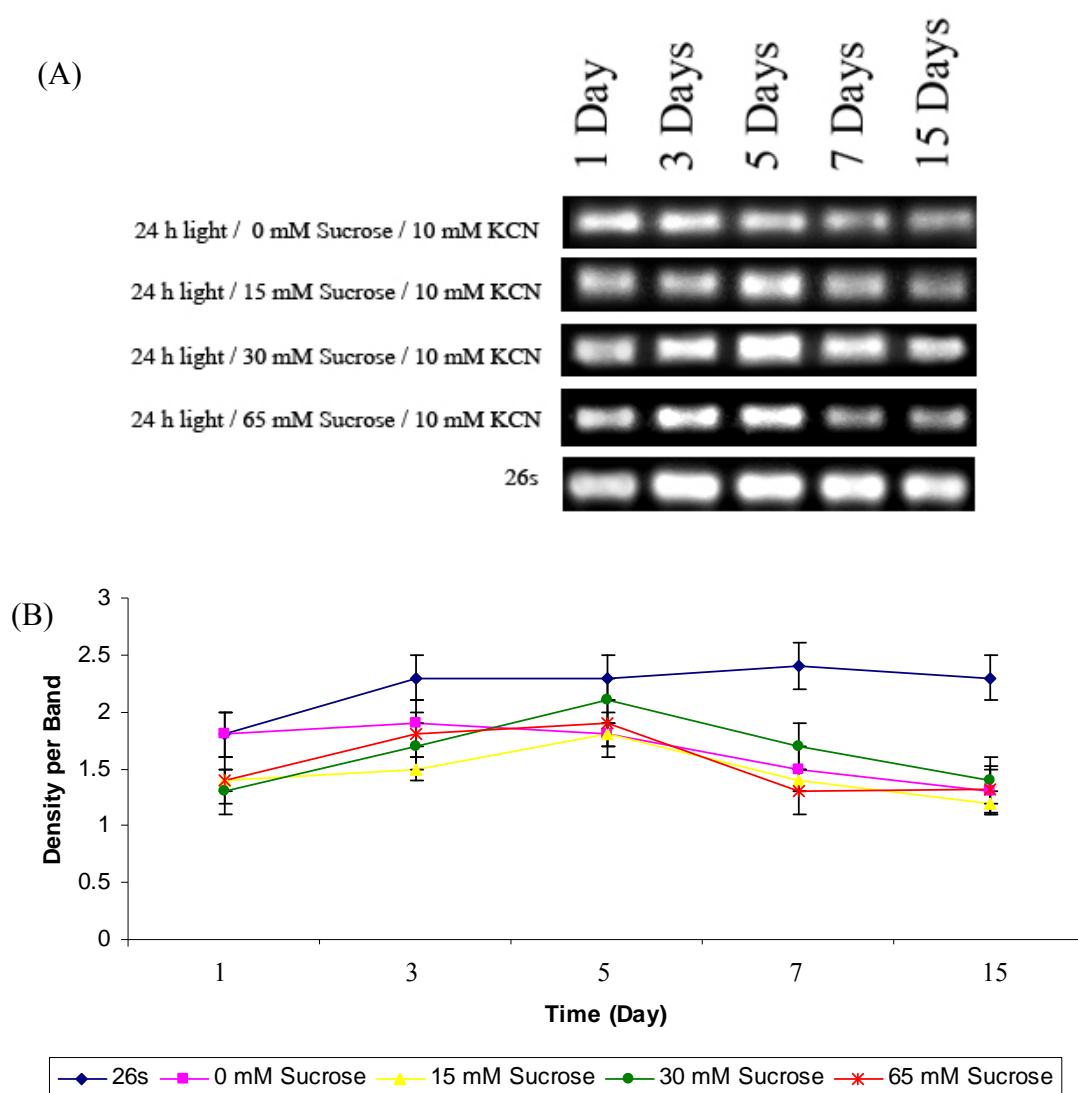 (A)
1 Day
3 Days
5 Days
7 Days
15 Days
24 h light / 0 mM Sucrose / 10 mM KCN
24 h light / 15 mM Sucrose / 10 mM KCN
24 h light / 30 mM Sucrose / 10 mM KCN
24 h light / 65 mM Sucrose / 10 mM KCN
26s
(B)
Density per Band
3
2.5
2
1.5
1
0.5
0
1 3 5 7 15
Time (Day)
26s 0 mM Sucrose 15 mM Sucrose 30 mM Sucrose 65 mM Sucrose